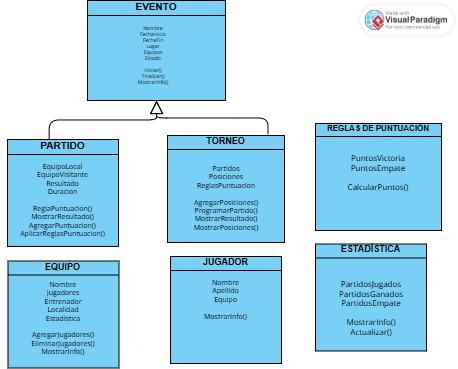 EVENTO
Nombre
FechaInicio
FechaFin
Lugar
Equipos
Estado
Iniciar()
Finalizar()
MostrarInfo()
Made with
Visual Paradigm
For non-commercial use
PARTIDO
EquipoLocal
EquipoVisitante
Resultado
Duracion
ReglaPuntuacion()
MostrarResultado()
AgregarPuntuacion()
AplicarReglasPuntuacion()
TORNEO
Partidos
Posiciones
ReglasPuntuacion
AgregarPosiciones()
ProgramarPartido()
MostrarResultado()
MostrarPosiciones()
REGLAS DE PUNTUACIÓN
PuntosVictoria
PuntosEmpate
CalcularPuntos()
EQUIPO
Nombre
Jugadores
Entrenador
Localidad
Estadística
AgregarJugadores()
EliminarJugadores()
MostrarInfo()
JUGADOR
Nombre
Apellido
Equipo
MostrarInfo()
ESTADÍSTICA
PartidosJugados
PartidosGanados
PartidosEmpate
MostrarInfo()
Actualizar()